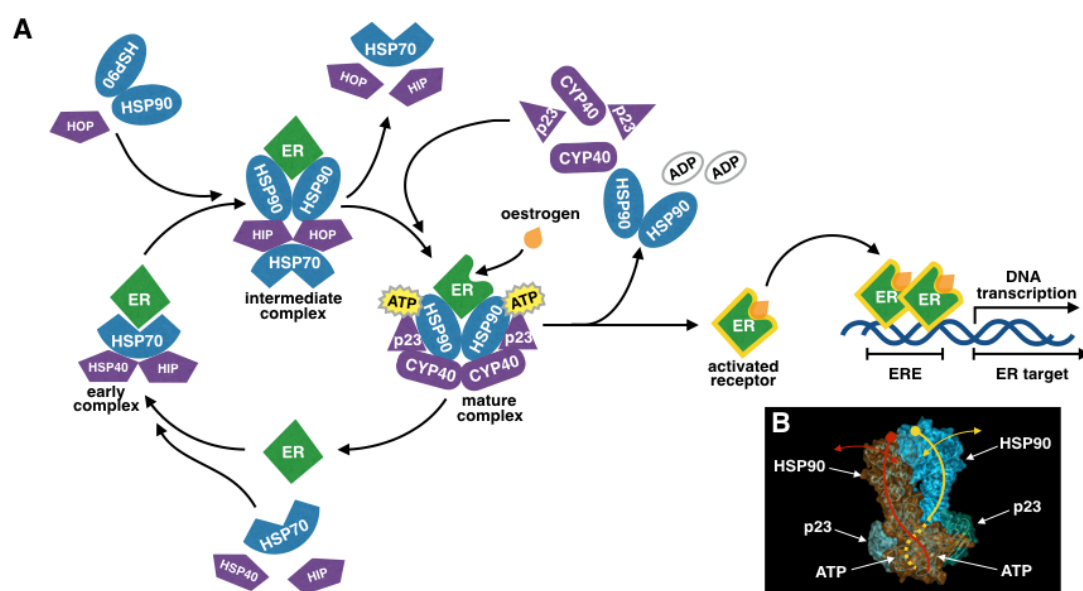 A
HSP90
HSP90
HOP
HSP70
HOP
HIP
ER
HSP90
HSP90
HIP
HOP
HSP70
intermediate
complex
p23
CYP40
p23
CYP40
HSP90
HSP90
ADP
ADP
oestrogen
ER
ATP
ATP
HSP90
HSP90
p23
p23
CYP40
CYP40
mature
complex
ER
HSP70
HSP40
HIP
early
complex
ER
HSP70
HSP40
HIP
ER
activated
receptor
ER
ER
DNA
transcription
ERE
ER target
B
HSP90
HSP90
p23
p23
ATP
ATP